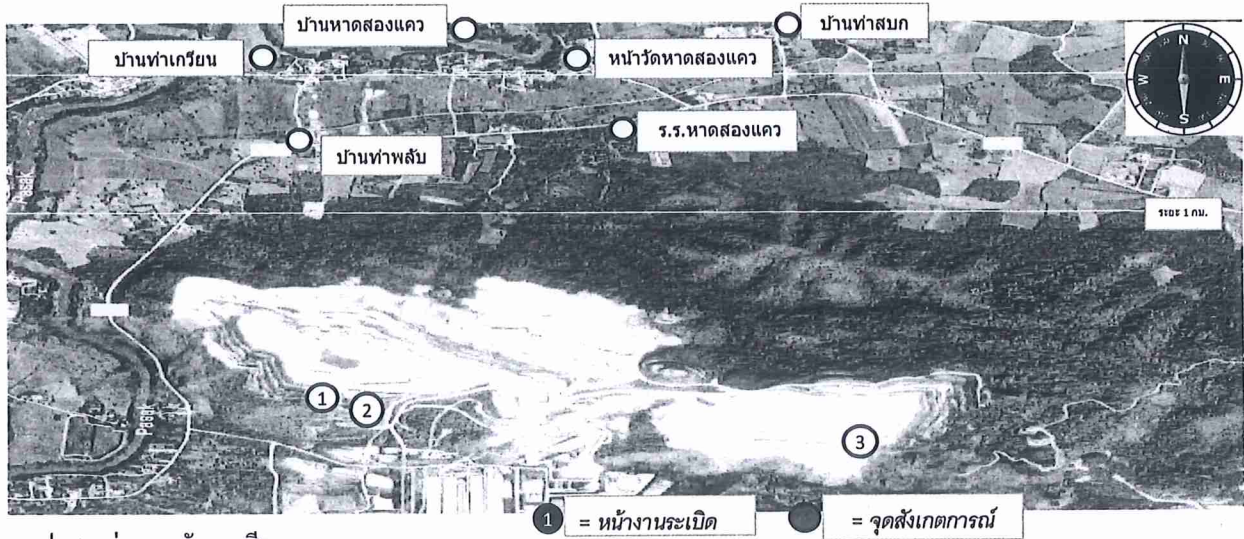 บ้านหาดสองแคว
บ้านท่าสบก
บ้านท่าเกวียน
หน้าวัดหาดสองแคว
N
W
E
S
ร.ร.หาดสองแคว
บ้านท่าพลับ
Pasak
ระยะ 1 กม.
1
2
Pasak
3
1 = หน้างานระเบิด
= จุดสังเกตการณ์